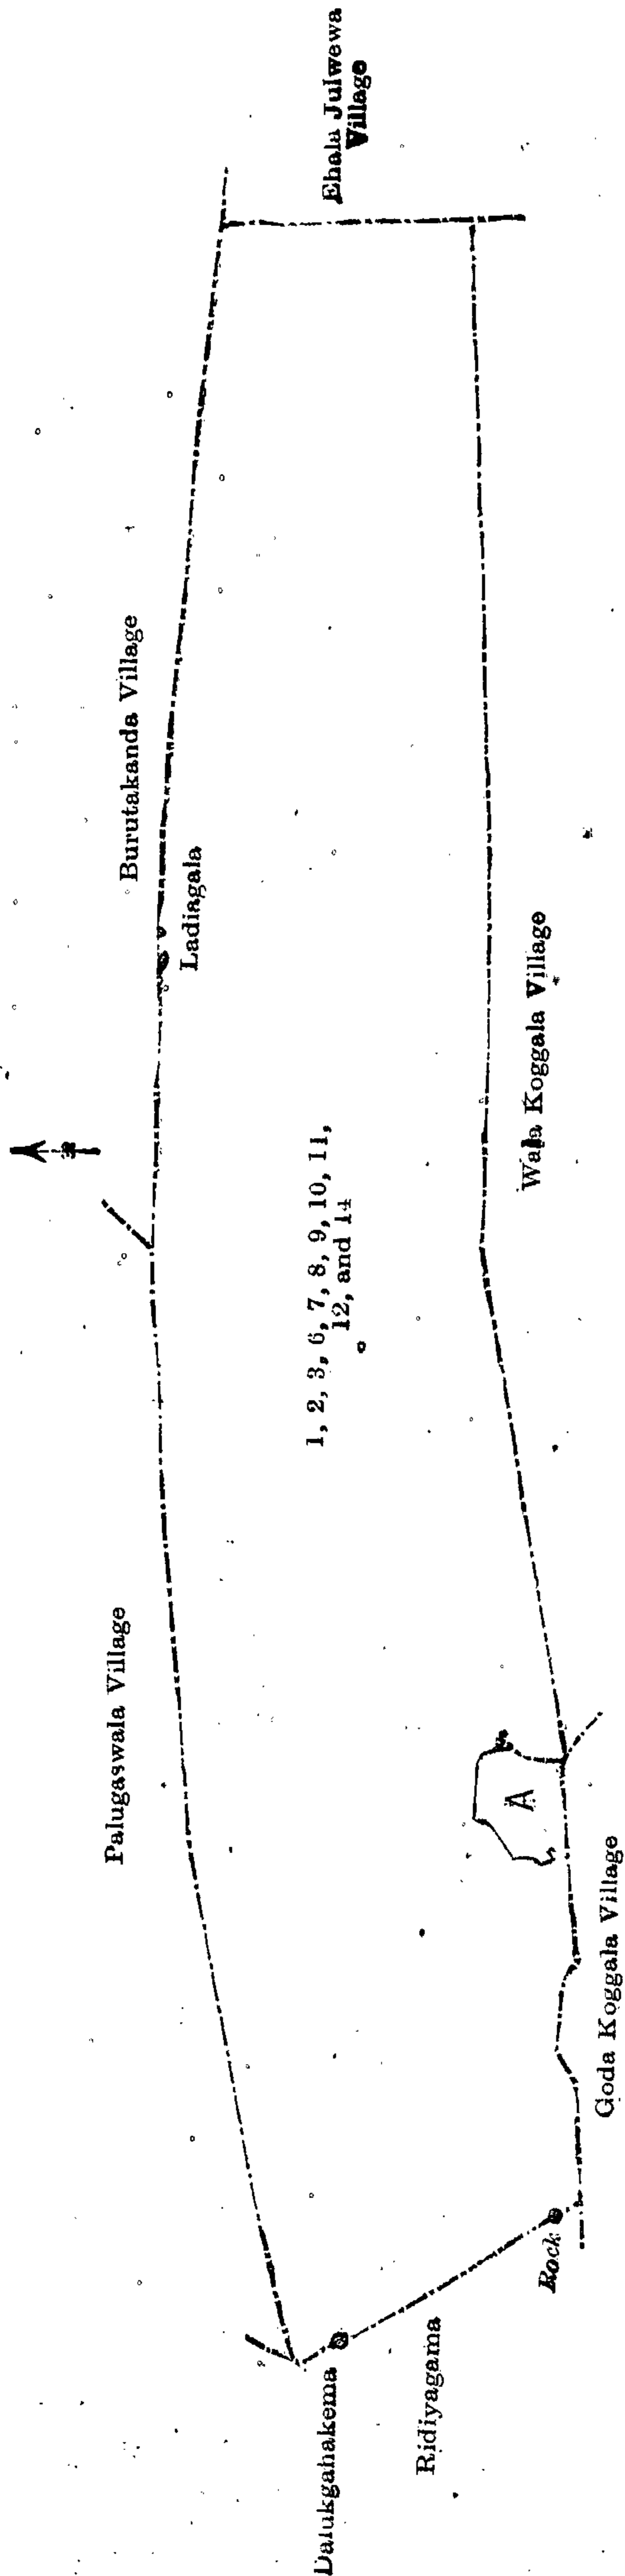 Ehala Julwewa
Village
Burutakanda Village
Ladiagala
Palugaswala Village
1, 2, 3, 6, 7, 8, 9, 10, 11,
12, and 14
Wala Koggala Village
A
Goda Koggala Village
Rock
Dalukgahakema
Ridiyagama